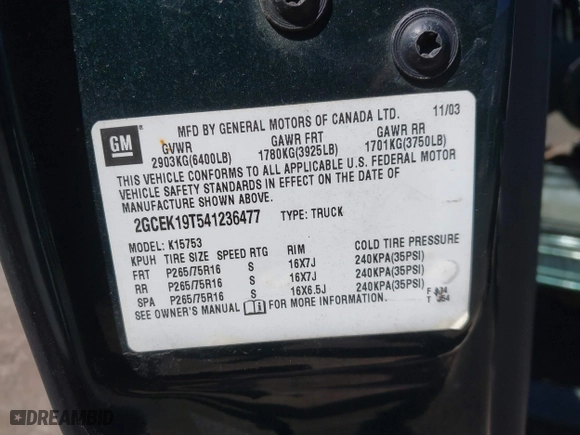 GM
MFD BY GENERAL MOTORS OF CANADA LTD. 11/03
GVWR GAWR FRT GAWR RR
2903KG(6400LB) 1780KG(3925LB) 1701KG(3750LB)
THIS VEHICLE CONFORMS TO ALL APPLICABLE U.S. FEDERAL MOTOR
VEHICLE SAFETY STANDARDS IN EFFECT ON THE DATE OF
MANUFACTURE SHOWN ABOVE.
2GCEK19T541236477 TYPE: TRUCK
MODEL: K15753
KPUH TIRE SIZE SPEED RTG RIM COLD TIRE PRESSURE
FRT P265/75R16 S 16X7J 240KPA(35PSI)
RR P265/75R16 S 16X7J 240KPA(35PSI)
SPA P265/75R16 S 16X6.5J 240KPA(35PSI)
SEE OWNER'S MANUAL FOR MORE INFORMATION.
F
T
DREAMBID